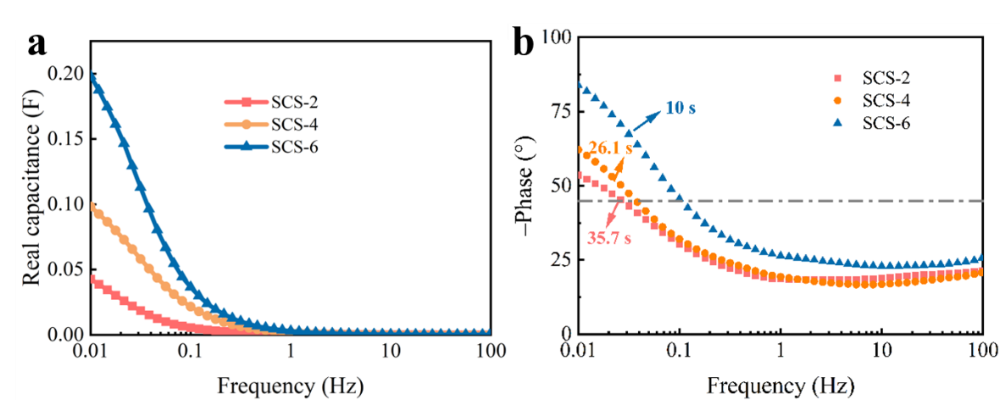 a
Real capacitance (F)
0.20
0.15
0.10
0.05
0.00
SCS-2
SCS-4
SCS-6
0.01 0.1 1 10 100
Frequency (Hz)
b
−Phase (°)
100
75
50
25
0
SCS-2
SCS-4
SCS-6
10 s
26.1 s
35.7 s
0.01 0.1 1 10 100
Frequency (Hz)